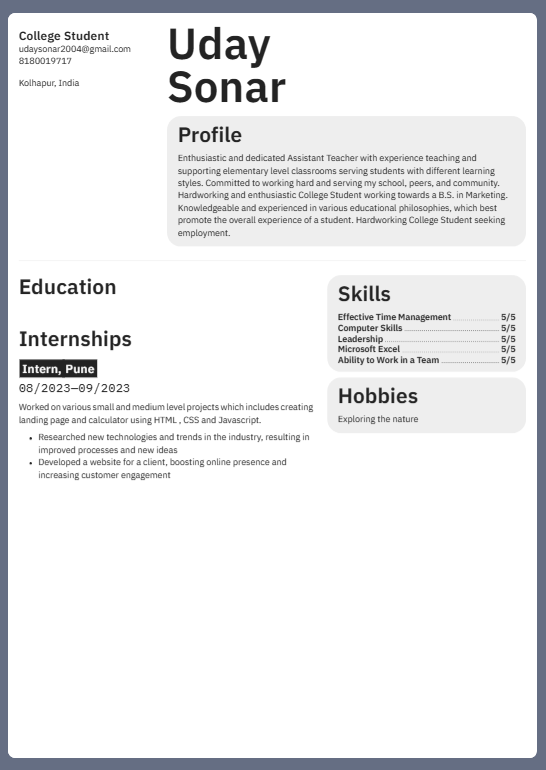 College Student
udaysonar2004@gmail.com
8180019717
Kolhapur, India
Uday
Sonar
Profile
Enthusiastic and dedicated Assistant Teacher with experience teaching and
supporting elementary level classrooms serving students with different learning
styles. Committed to working hard and serving my school, peers, and community.
Hardworking and enthusiastic College Student working towards a B.S. in Marketing.
Knowledgeable and experienced in various educational philosophies, which best
promote the overall experience of a student. Hardworking College Student seeking
employment.
Education
Internships
Intern, Pune
08/2023—09/2023
Worked on various small and medium level projects which includes creating
landing page and calculator using HTML , CSS and Javascript.
• Researched new technologies and trends in the industry, resulting in
improved processes and new ideas
• Developed a website for a client, boosting online presence and
increasing customer engagement
Skills
Effective Time Management 5/5
Computer Skills 5/5
Leadership 5/5
Microsoft Excel 5/5
Ability to Work in a Team 5/5
Hobbies
Exploring the nature